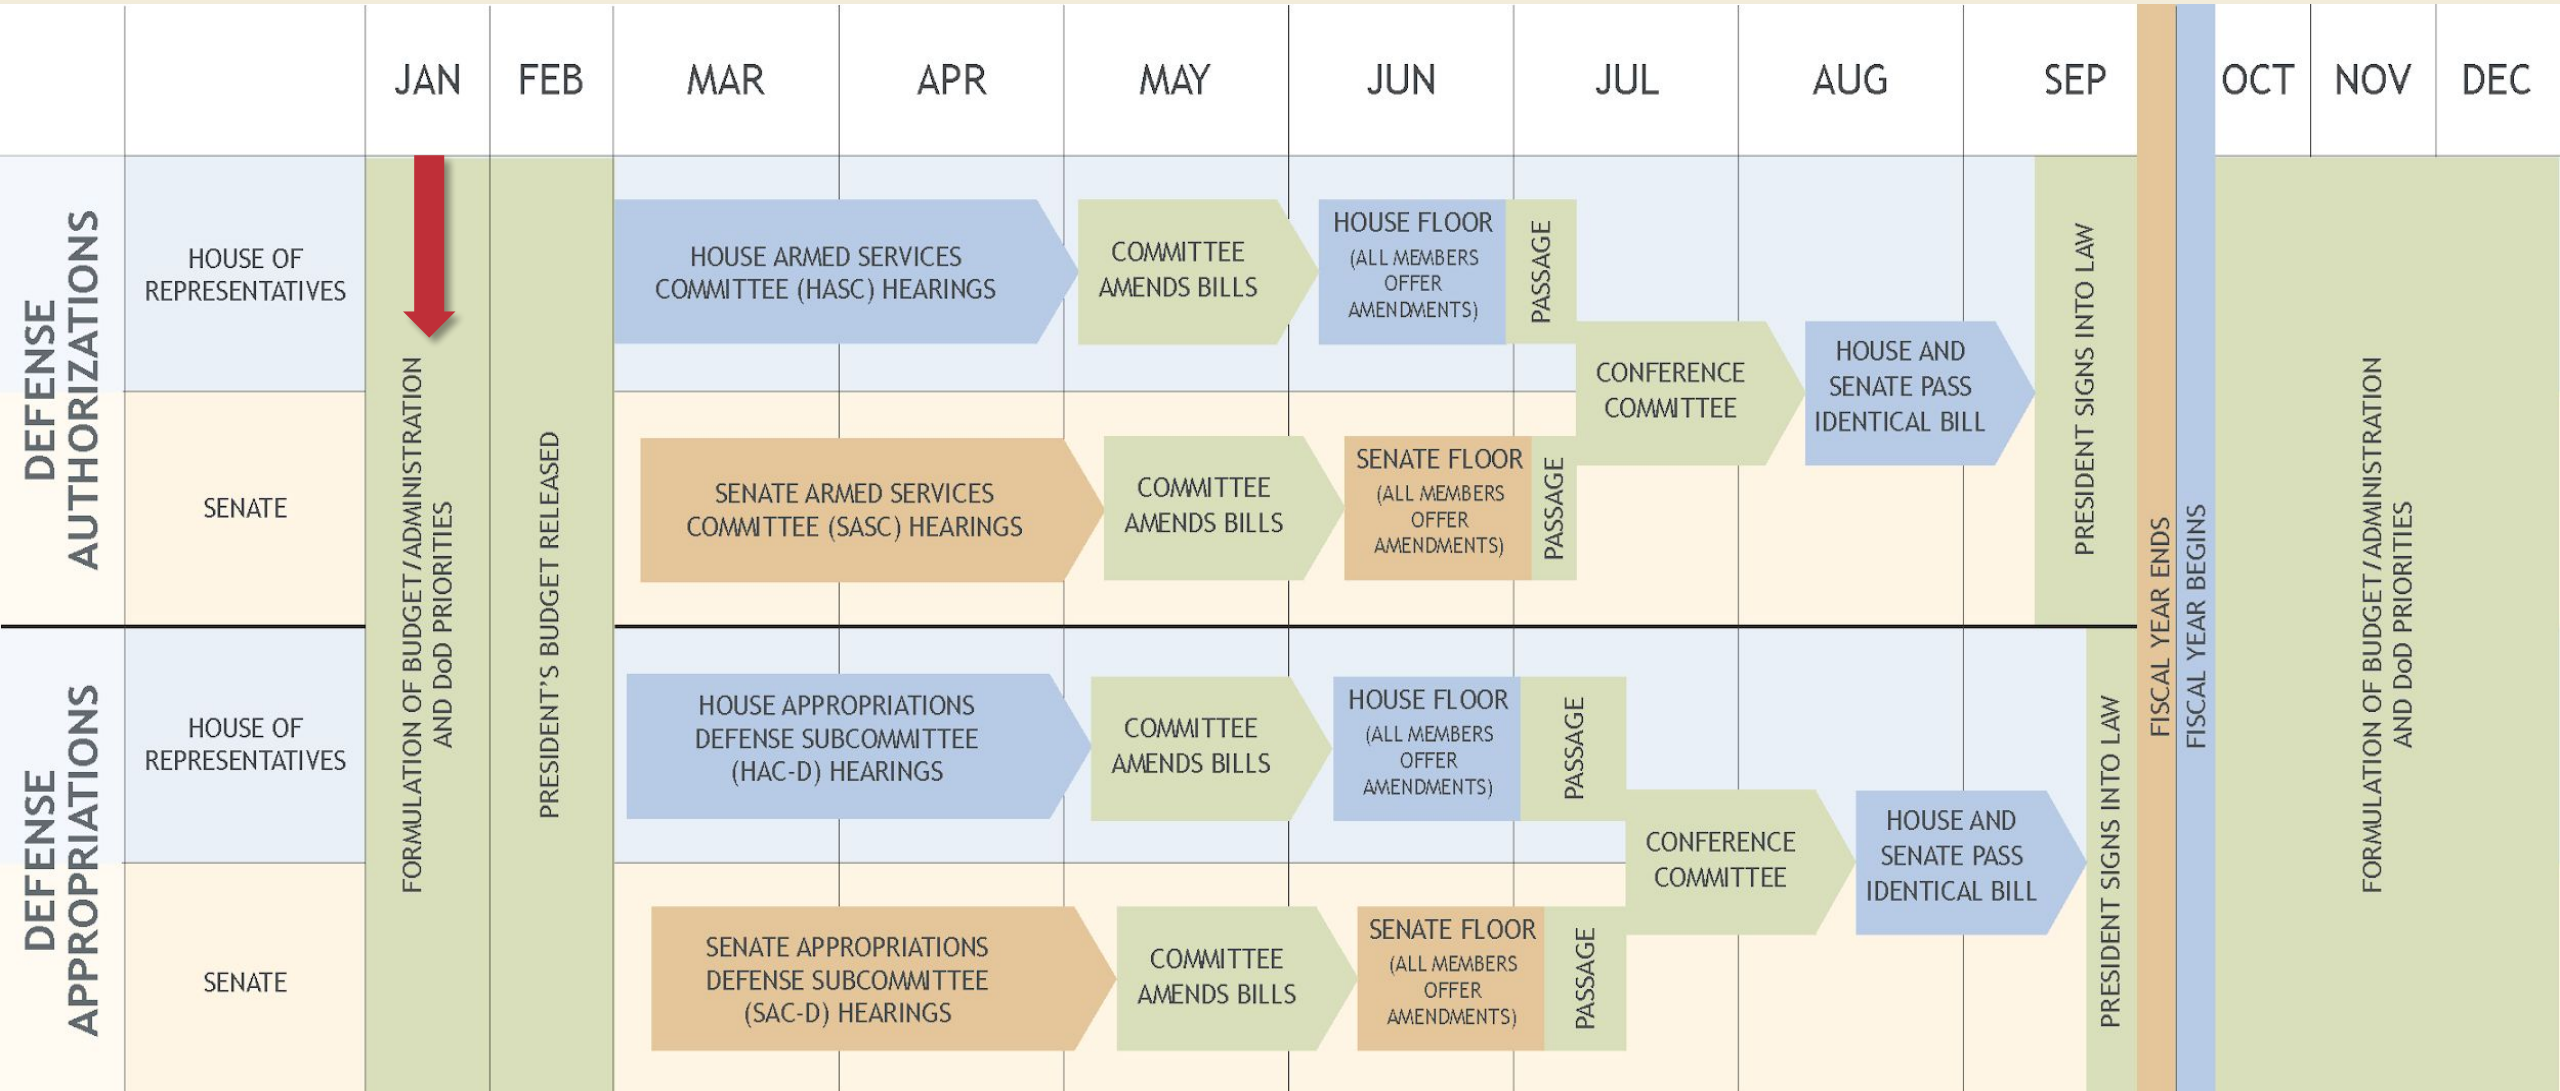 JAN
FEB
MAR
APR
MAY
JUN
JUL
AUG
SEP
OCT
NOV
DEC
DEFENSE
AUTHORIZATIONS
HOUSE OF
REPRESENTATIVES
SENATE
FORMULATION OF BUDGET/ADMINISTRATION
AND DoD PRIORITIES
PRESIDENT'S BUDGET RELEASED
HOUSE ARMED SERVICES
COMMITTEE (HASC) HEARINGS
COMMITTEE
AMENDS BILLS
HOUSE FLOOR
(ALL MEMBERS
OFFER
AMENDMENTS)
PASSAGE
SENATE ARMED SERVICES
COMMITTEE (SASC) HEARINGS
COMMITTEE
AMENDS BILLS
SENATE FLOOR
(ALL MEMBERS
OFFER
AMENDMENTS)
PASSAGE
CONFERENCE
COMMITTEE
HOUSE AND
SENATE PASS
IDENTICAL BILL
PRESIDENT SIGNS INTO LAW
DEFENSE
APPROPRIATIONS
HOUSE OF
REPRESENTATIVES
SENATE
HOUSE APPROPRIATIONS
DEFENSE SUBCOMMITTEE
(HAC-D) HEARINGS
COMMITTEE
AMENDS BILLS
HOUSE FLOOR
(ALL MEMBERS
OFFER
AMENDMENTS)
PASSAGE
SENATE APPROPRIATIONS
DEFENSE SUBCOMMITTEE
(SAC-D) HEARINGS
COMMITTEE
AMENDS BILLS
SENATE FLOOR
(ALL MEMBERS
OFFER
AMENDMENTS)
PASSAGE
CONFERENCE
COMMITTEE
HOUSE AND
SENATE PASS
IDENTICAL BILL
PRESIDENT SIGNS INTO LAW
FISCAL YEAR ENDS
FISCAL YEAR BEGINS
FORMULATION OF BUDGET/ADMINISTRATION
AND DoD PRIORITIES